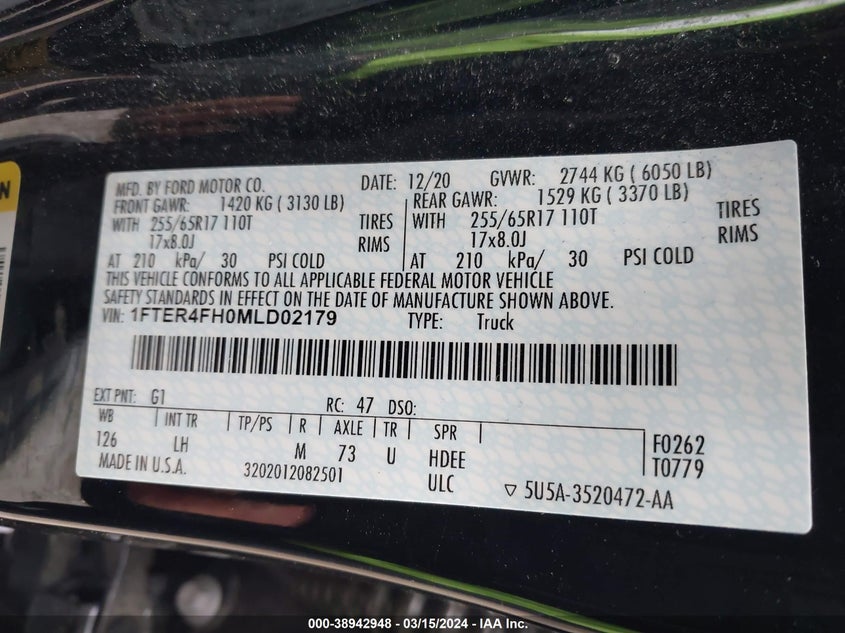 N
MFD. BY FORD MOTOR CO. DATE: 12/20 GVWR: 2744 KG ( 6050 LB)
FRONT GAWR: 1420 KG ( 3130 LB) REAR GAWR: 1529 KG ( 3370 LB)
WITH 255/65R17 110T TIRES WITH 255/65R17 110T TIRES
17x8.0J RIMS 17x8.0J RIMS
AT 210 kPa/ 30 PSI COLD AT 210 kPa/ 30 PSI COLD
THIS VEHICLE CONFORMS TO ALL APPLICABLE FEDERAL MOTOR VEHICLE
SAFETY STANDARDS IN EFFECT ON THE DATE OF MANUFACTURE SHOWN ABOVE.
VIN: 1FTER4FH0MLD02179 TYPE: Truck
EXT PNT: G1 RC: 47 DSO:
WB INT TR TP/PS R AXLE TR SPR
126 LH M 73 U HDEE F0262
MADE IN U.S.A. 3202012082501 ULC T0779
▽ 5U5A-3520472-AA
000-38942948 - 03/15/2024 - IAA Inc.